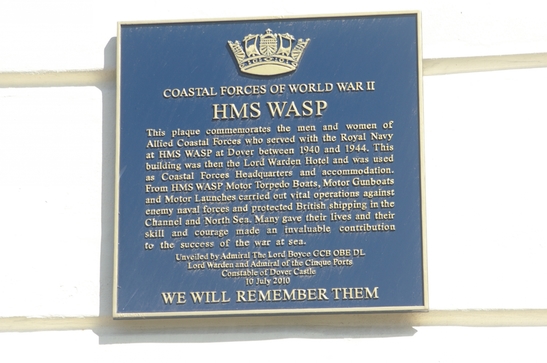 COASTAL FORCES OF WORLD WAR II
HMS WASP
This plaque commemorates the men and women of
Allied Coastal Forces who served with the Royal Navy
at HMS WASP at Dover between 1940 and 1944. This
building was then the Lord Warden Hotel and was used
as Coastal Forces Headquarters and accommodation.
From HMS WASP Motor Torpedo Boats, Motor Gunboats
and Motor Launches carried out vital operations against
enemy naval forces and protected British shipping in the
Channel and North Sea. Many gave their lives and their
skill and courage made an invaluable contribution
to the success of the war at sea.
Unveiled by Admiral The Lord Boyce GCB OBE DL
Lord Warden and Admiral of the Cinque Ports
Constable of Dover Castle
10 July 2010
WE WILL REMEMBER THEM